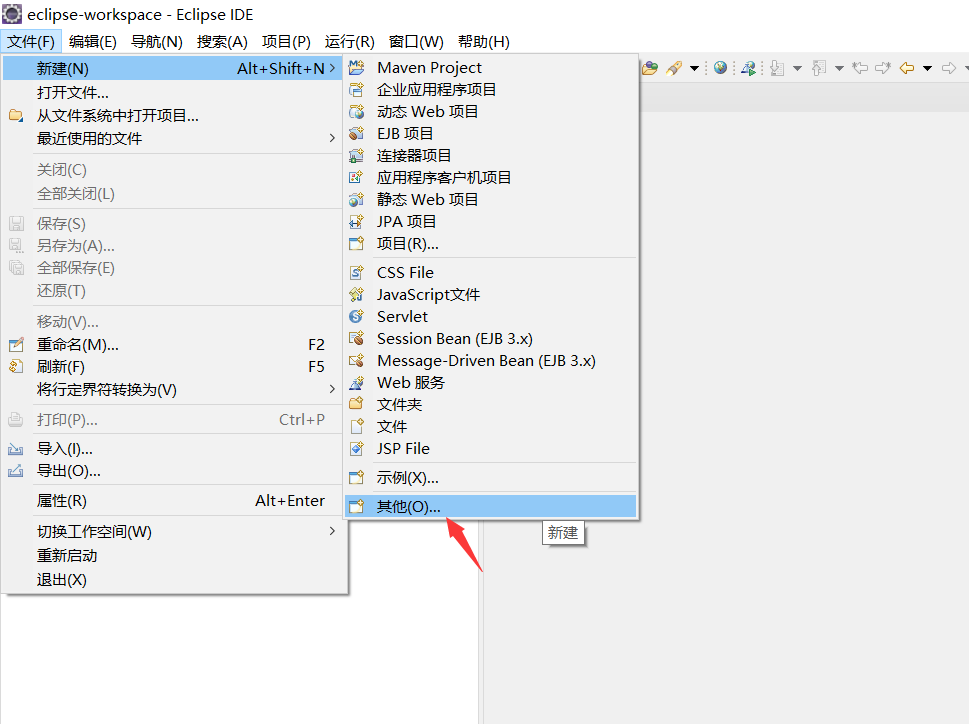 eclipse-workspace - Eclipse IDE
文件(F) 编辑(E) 导航(N) 搜索(A) 项目(P) 运行(R) 窗口(W) 帮助(H)
新建(N) Alt+Shift+N
打开文件...
从文件系统中打开项目...
最近使用的文件
关闭(C)
全部关闭(L)
保存(S)
另存为(A)...
全部保存(E)
还原(T)
移动(V)...
重命名(M)... F2
刷新(F) F5
将行定界符转换为(V)
打印(P)... Ctrl+P
导入(I)...
导出(O)...
属性(R) Alt+Enter
切换工作空间(W)
重新启动
退出(X)
Maven Project
企业应用程序项目
动态 Web 项目
EJB 项目
连接器项目
应用程序客户机项目
静态 Web 项目
JPA 项目
项目(R)...
CSS File
JavaScript文件
Servlet
Session Bean (EJB 3.x)
Message-Driven Bean (EJB 3.x)
Web 服务
文件夹
文件
JSP File
示例(X)...
其他(O)...
新建